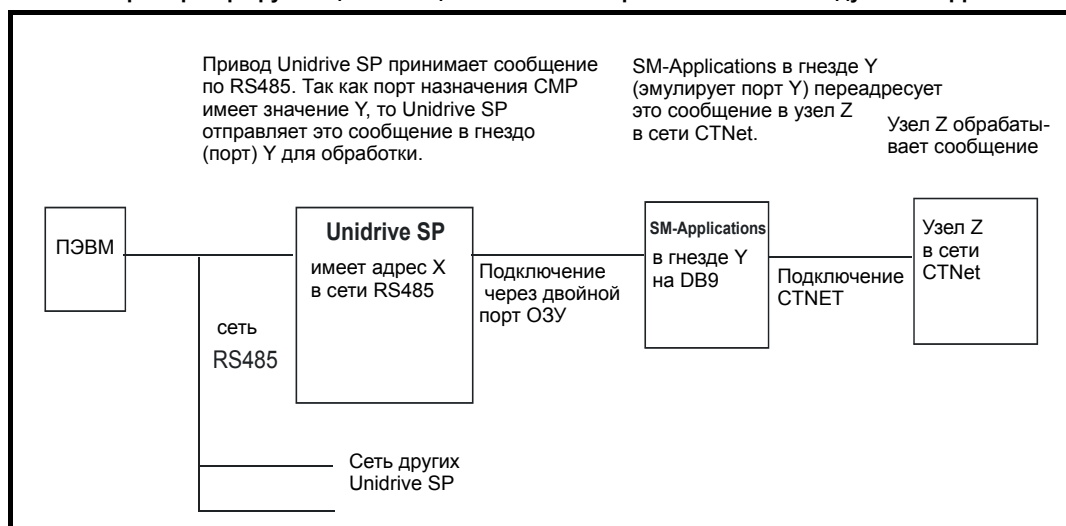 Привод Unidrive SP принимает сообщение
по RS485. Так как порт назначения CMP
имеет значение Y, то Unidrive SP
отправляет это сообщение в гнездо
(порт) Y для обработки.
SM-Applications в гнезде Y
(эмулирует порт Y) переадресует
это сообщение в узел Z
в сети CTNet.
Узел Z обрабаты-
вает сообщение
ПЭВМ
Unidrive SP
имеет адрес X
в сети RS485
Подключение
через двойной
порт ОЗУ
SM-Applications
в гнезде Y
на DB9
Подключение
CTNET
Узел Z
в сети
CTNet
сеть
RS485
Сеть других
Unidrive SP